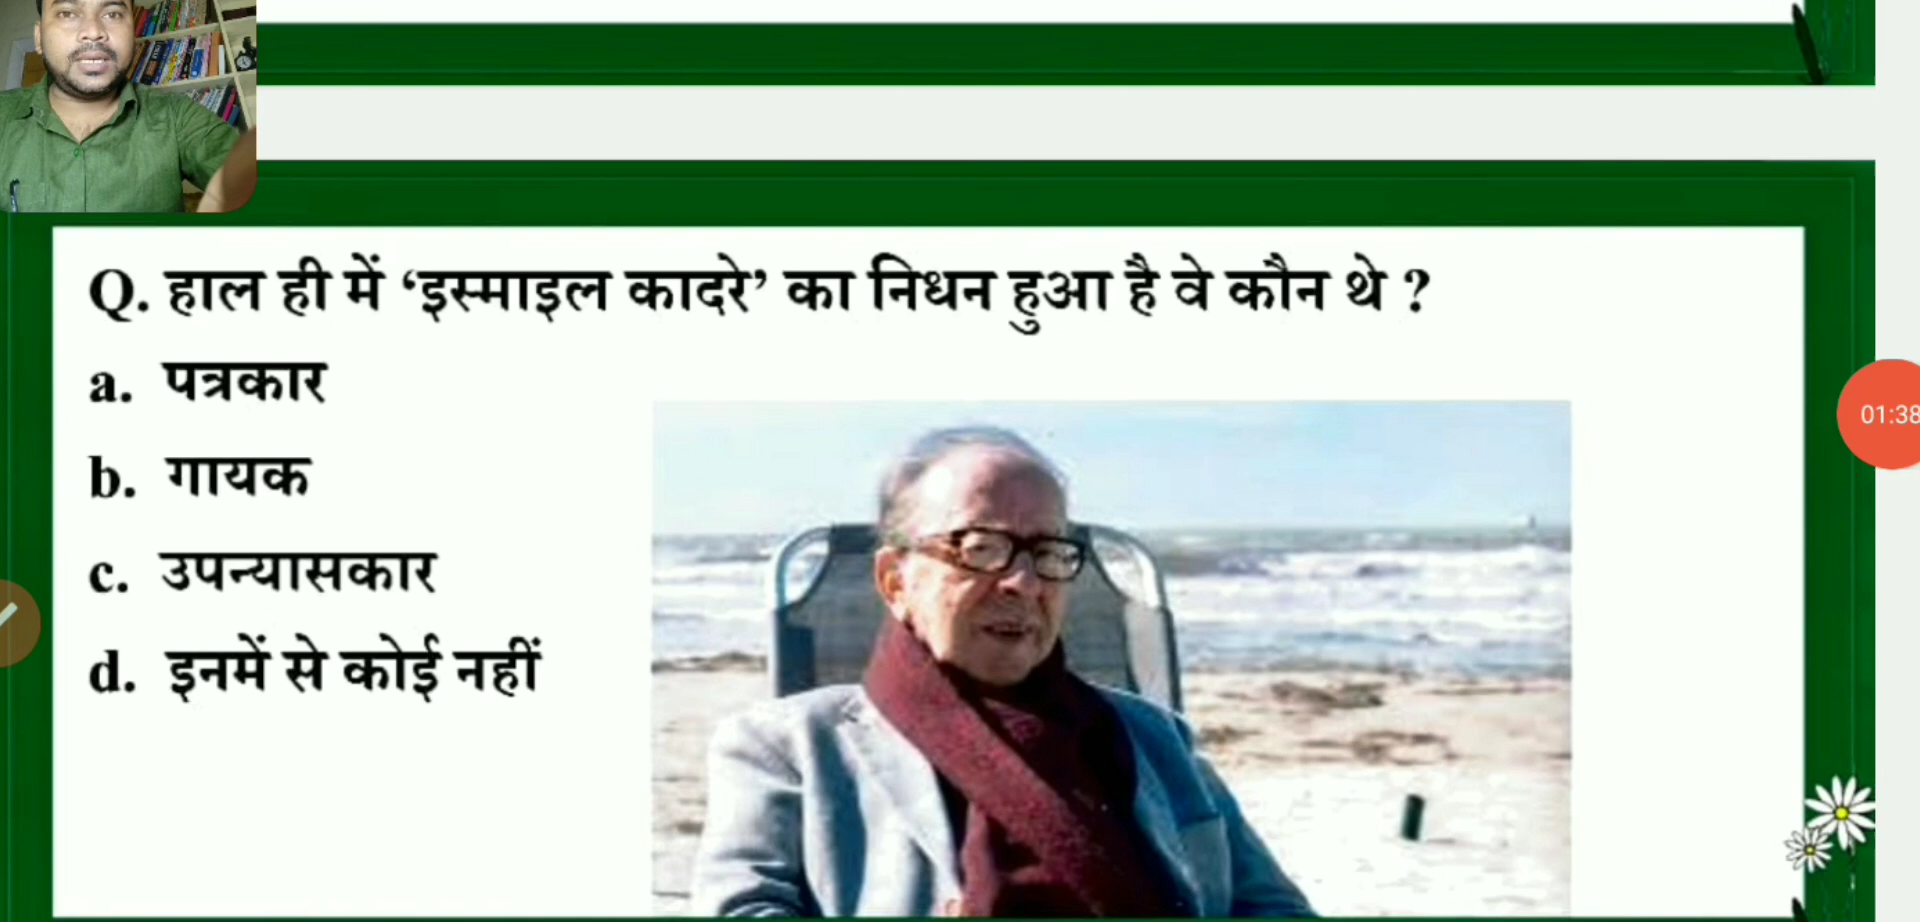 Q. हाल ही में ‘इस्माइल कादरे’ का निधन हुआ है वे कौन थे ?
a. पत्रकार
b. गायक
c. उपन्यासकार
d. इनमें से कोई नहीं
01:38